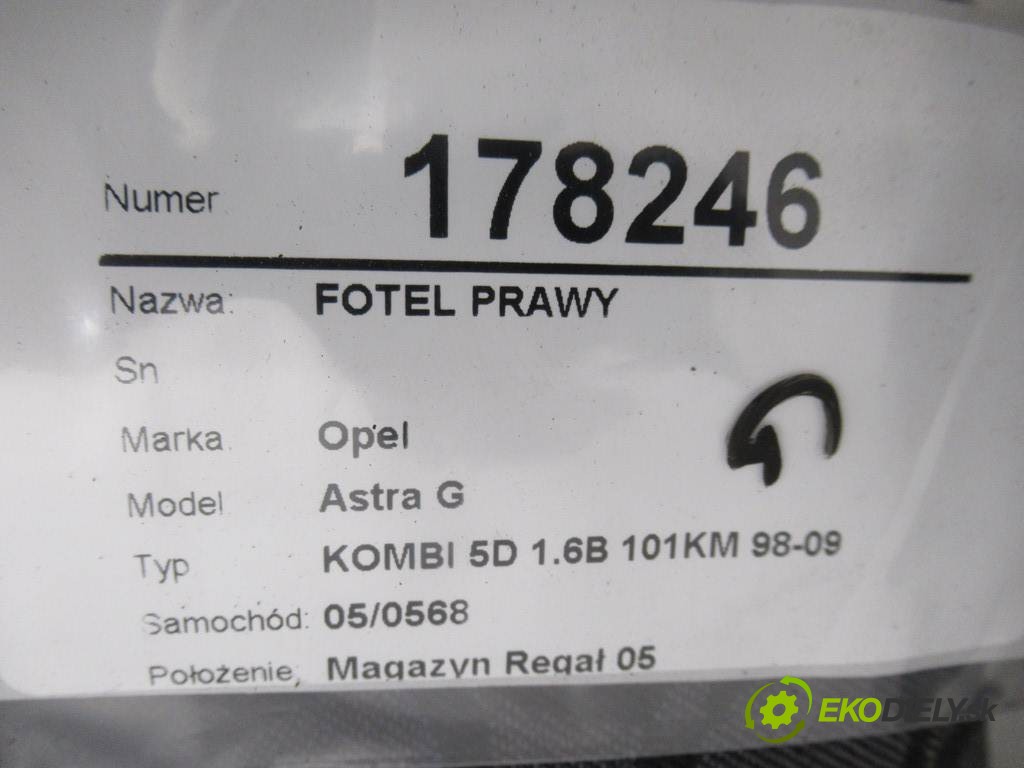 Numer 178246
Nazwa: FOTEL PRAWY
Sn
Marka Opel
Model Astra G
Typ KOMBI 5D 1.6B 101KM 98-09
Samochód: 05/0568
Położenie; Magazyn Regał 05
EKODIELY.sk